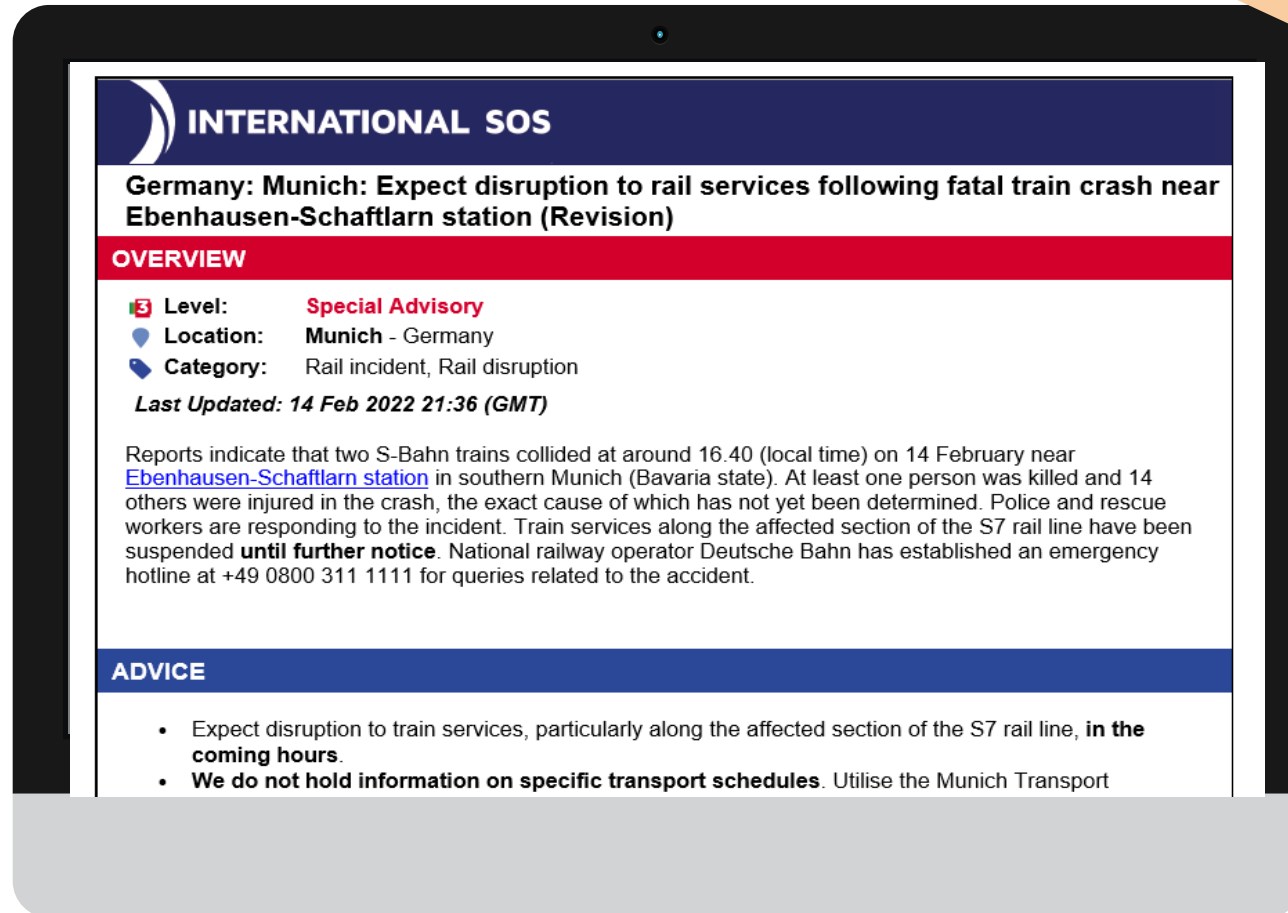 INTERNATIONAL SOS
Germany: Munich: Expect disruption to rail services following fatal train crash near
Ebenhausen-Schaftlarn station (Revision)
OVERVIEW
3 Level: Special Advisory
Location: Munich - Germany
Category: Rail incident, Rail disruption
Last Updated: 14 Feb 2022 21:36 (GMT)
Reports indicate that two S-Bahn trains collided at around 16.40 (local time) on 14 February near
Ebenhausen-Schaftlarn station in southern Munich (Bavaria state). At least one person was killed and 14
others were injured in the crash, the exact cause of which has not yet been determined. Police and rescue
workers are responding to the incident. Train services along the affected section of the S7 rail line have been
suspended until further notice. National railway operator Deutsche Bahn has established an emergency
hotline at +49 0800 311 1111 for queries related to the accident.
ADVICE
• Expect disruption to train services, particularly along the affected section of the S7 rail line, in the
coming hours.
• We do not hold information on specific transport schedules. Utilise the Munich Transport